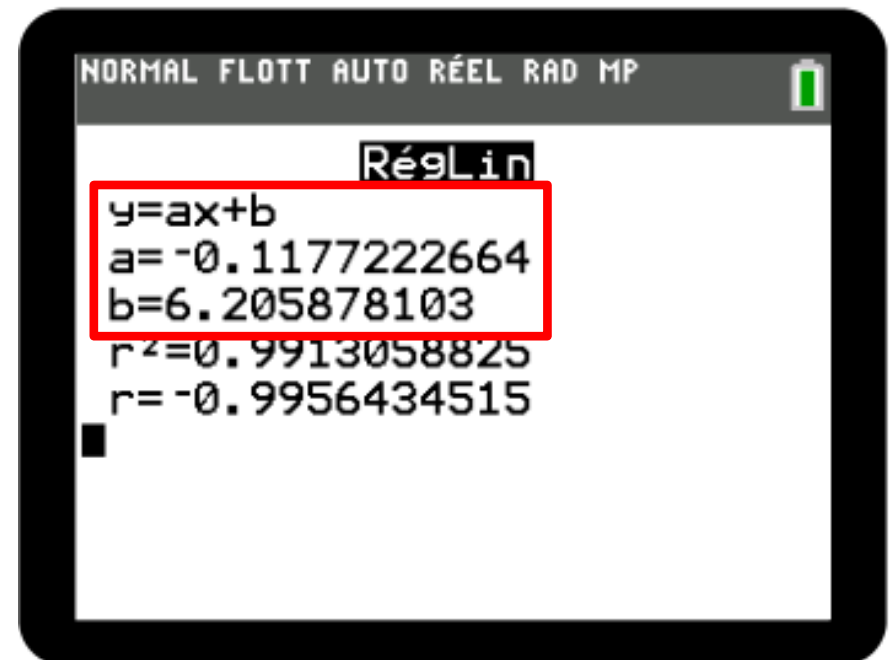 NORMAL FLOTT AUTO RÉEL RAD MP
RégLin
y=ax+b
a=-0.1177222664
b=6.205878103
r²=0.9913058825
r=-0.9956434515